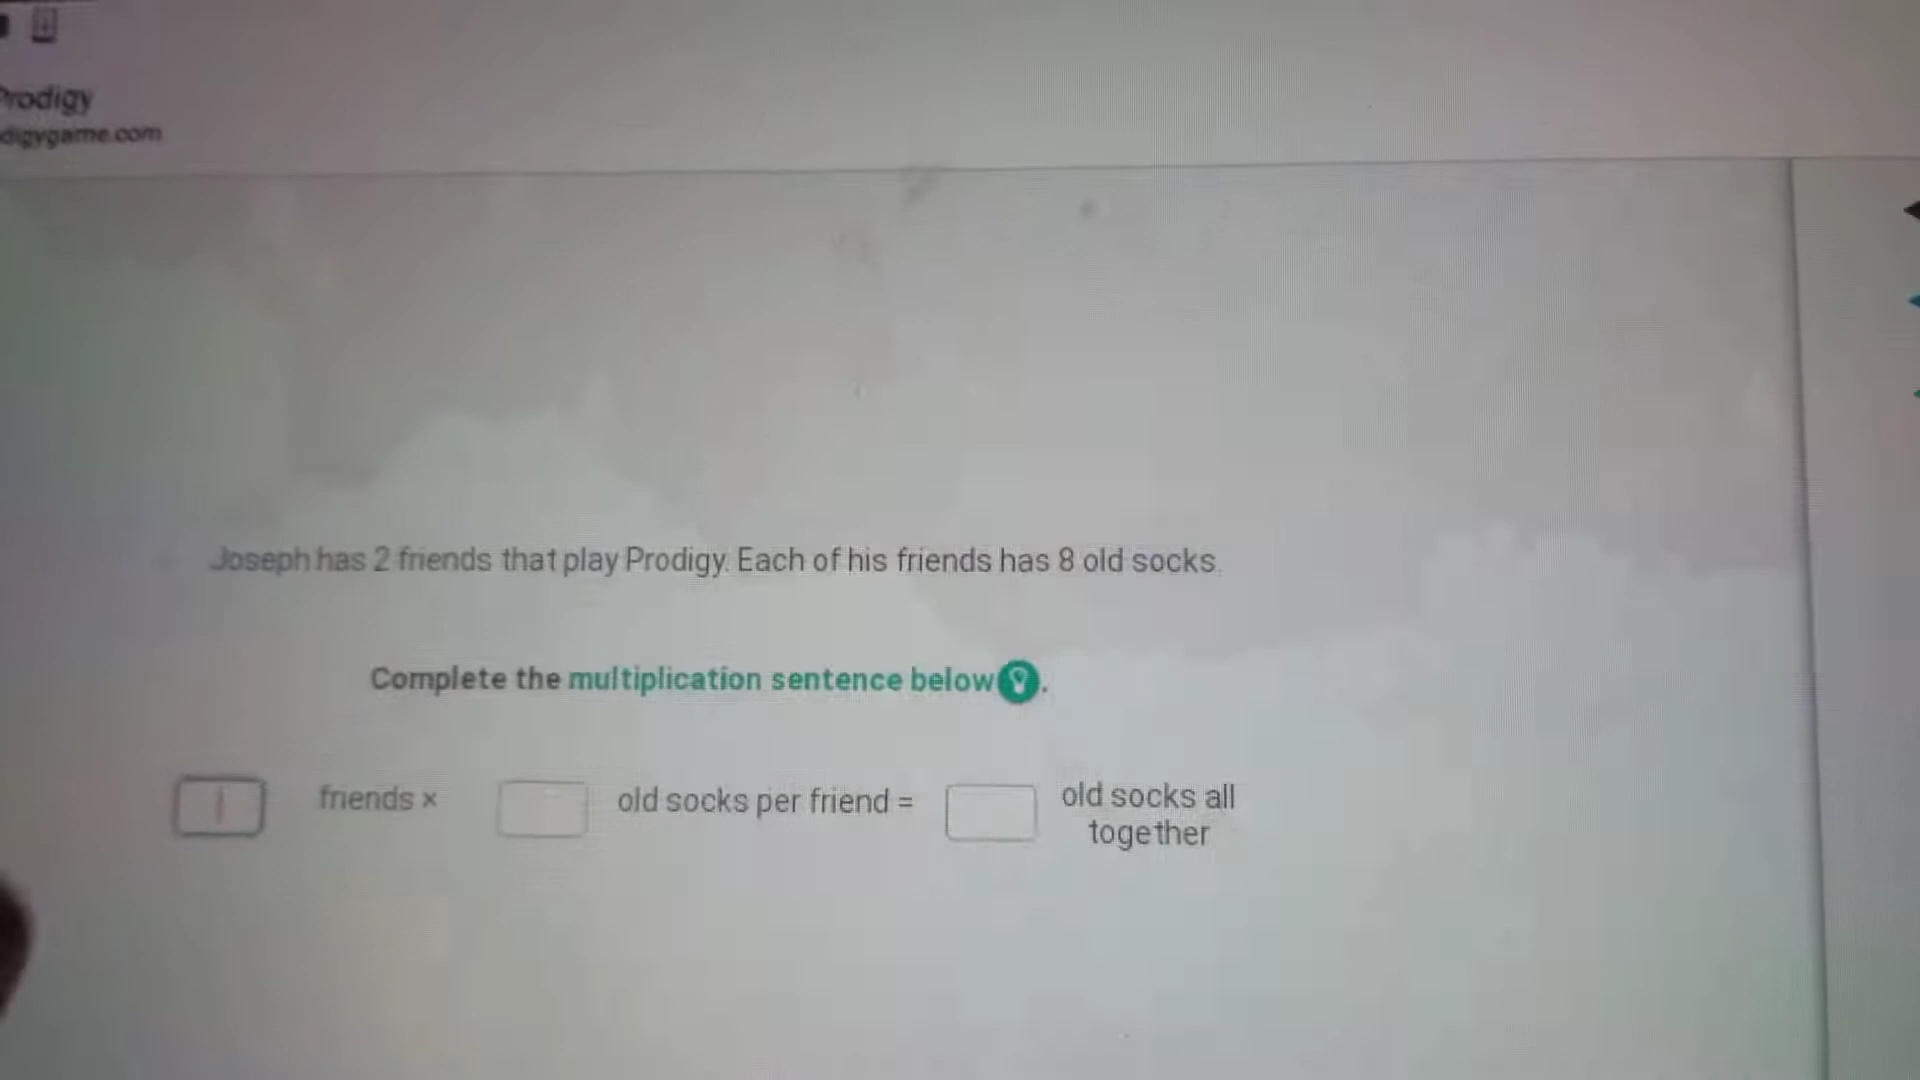 Prodigy
digygame.com
Joseph has 2 friends that play Prodigy. Each of his friends has 8 old socks.
Complete the multiplication sentence below.
friends × old socks per friend = old socks all
together